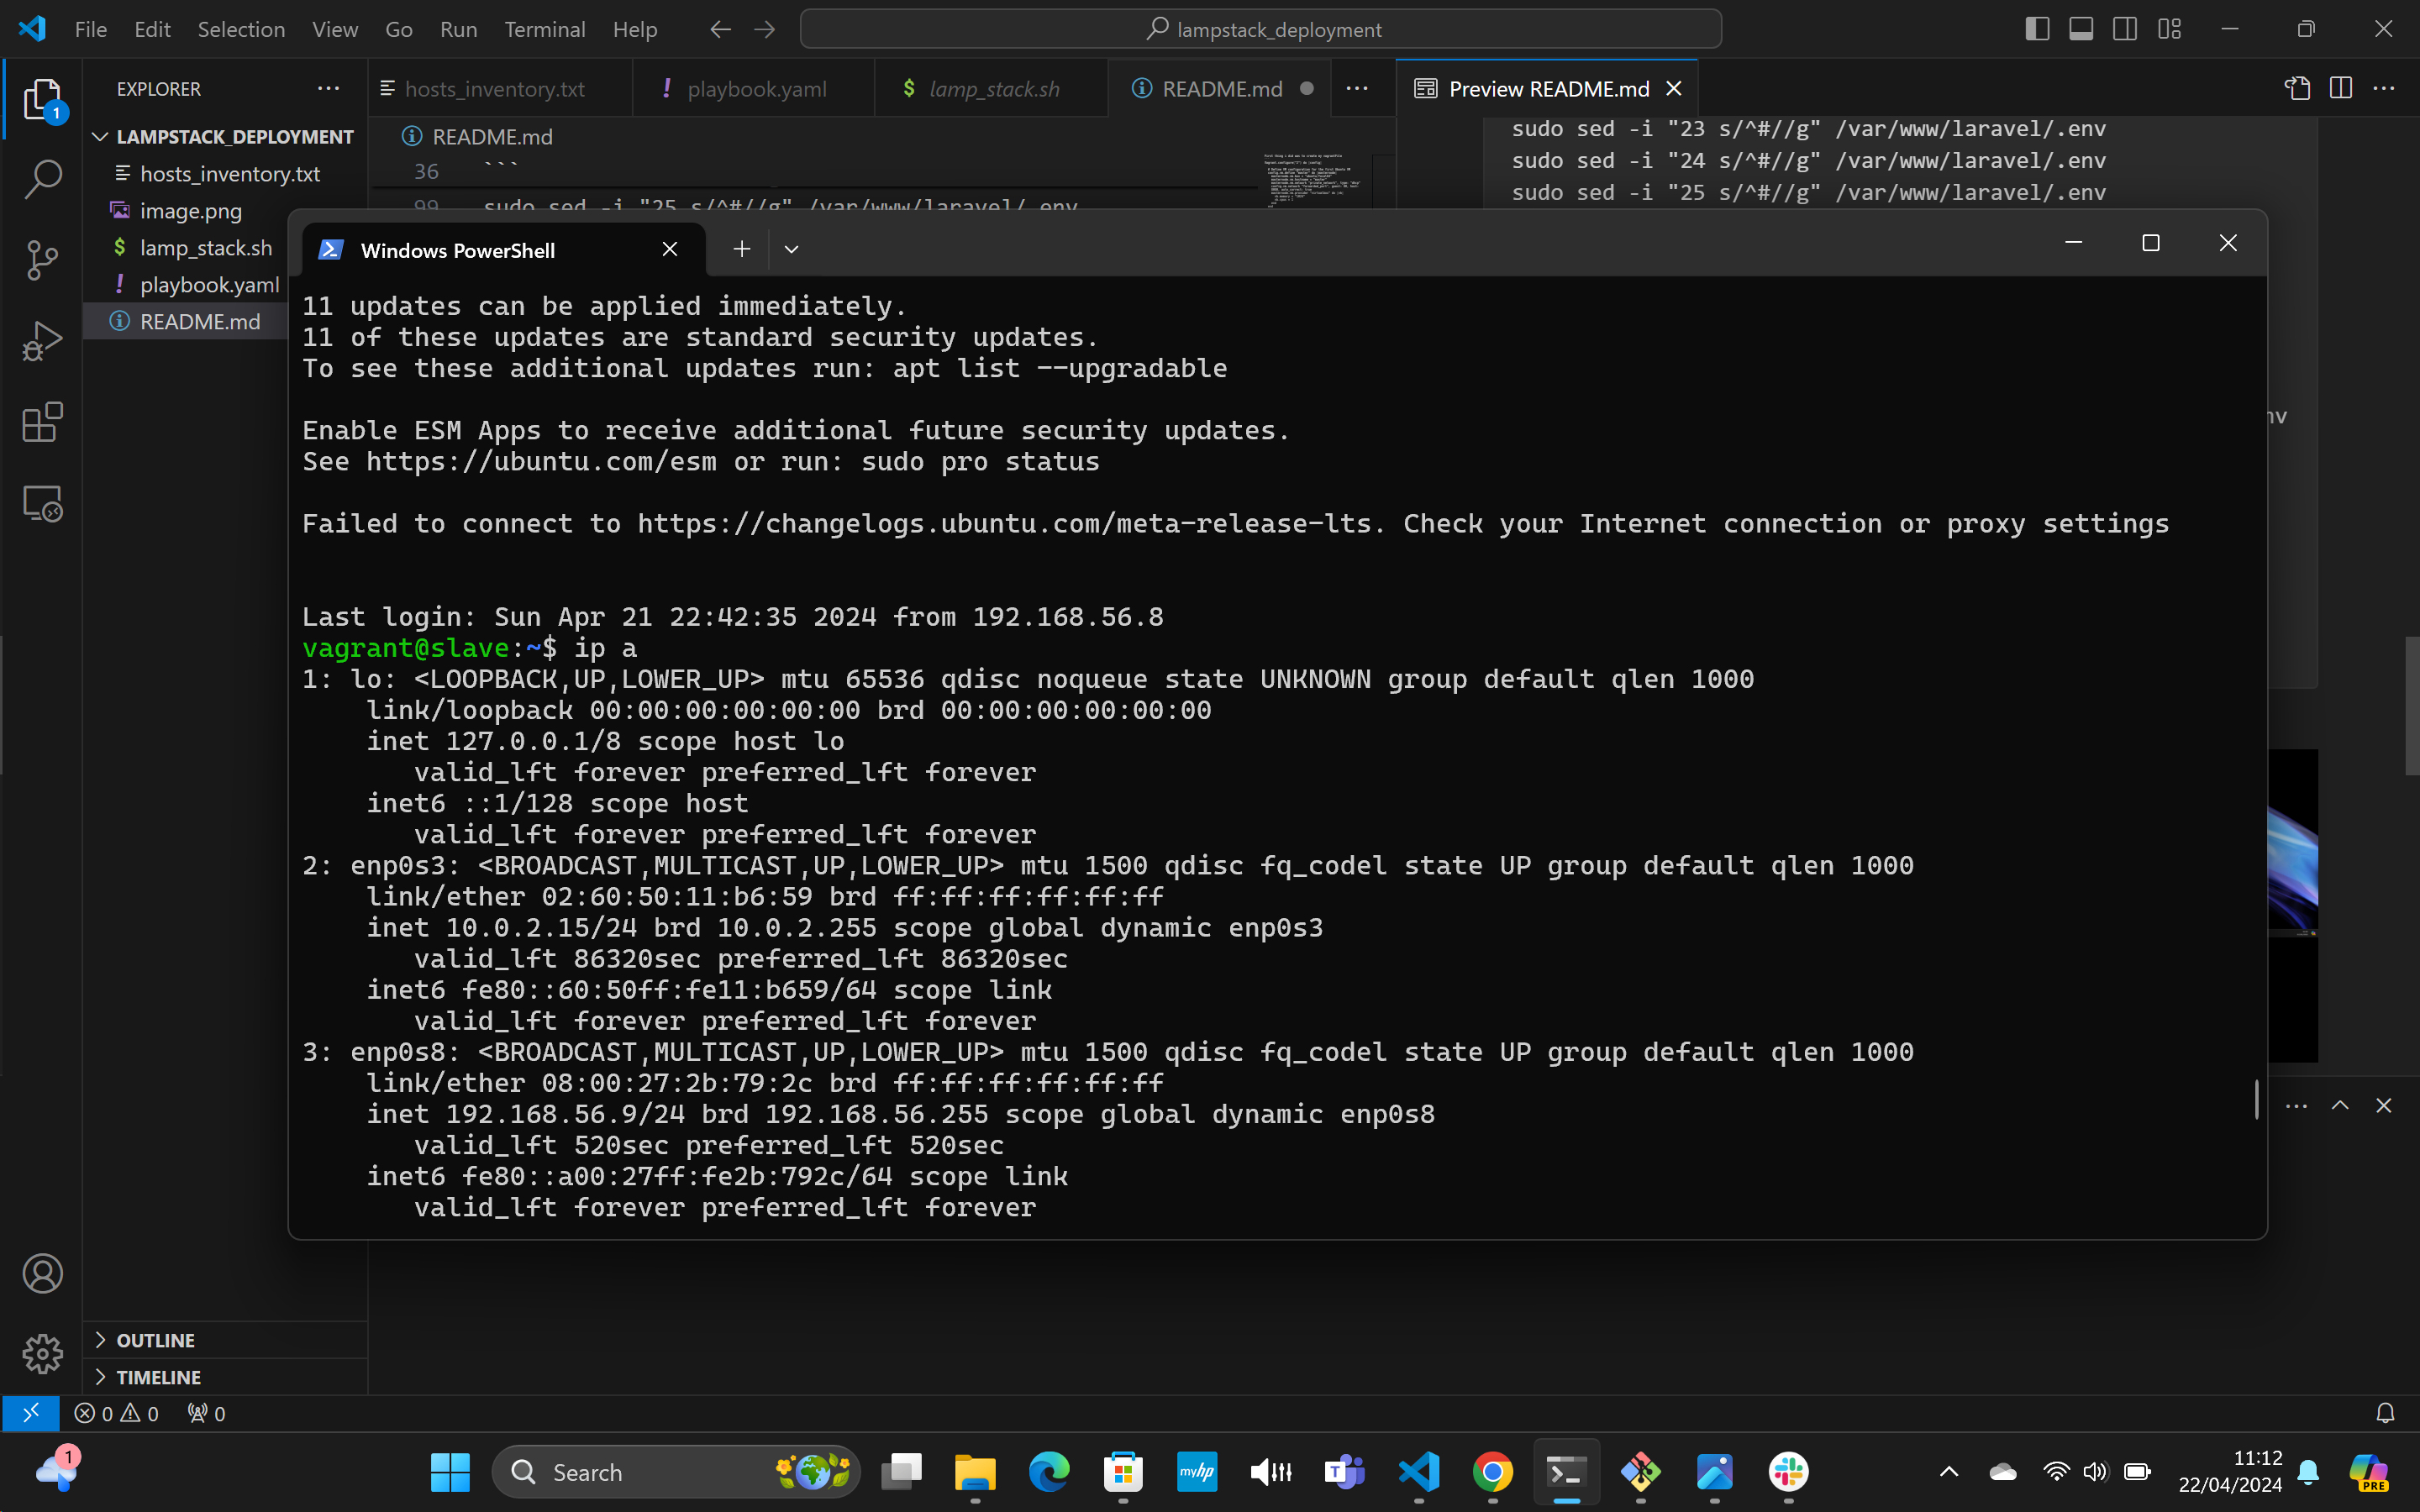 File Edit Selection View Go Run Terminal Help
lampstack_deployment
EXPLORER
1
LAMPSTACK_DEPLOYMENT
hosts_inventory.txt
image.png
lamp_stack.sh
playbook.yaml
README.md
hosts_inventory.txt
playbook.yaml
lamp_stack.sh
README.md
Preview README.md
README.md
36 ```
99 sudo sed -i "25 s/^#//g" /var/www/laravel/.env
sudo sed -i "23 s/^#//g" /var/www/laravel/.env
sudo sed -i "24 s/^#//g" /var/www/laravel/.env
sudo sed -i "25 s/^#//g" /var/www/laravel/.env
Windows PowerShell
11 updates can be applied immediately.
11 of these updates are standard security updates.
To see these additional updates run: apt list --upgradable
Enable ESM Apps to receive additional future security updates.
See https://ubuntu.com/esm or run: sudo pro status
Failed to connect to https://changelogs.ubuntu.com/meta-release-lts. Check your Internet connection or proxy settings
Last login: Sun Apr 21 22:42:35 2024 from 192.168.56.8
vagrant@slave:~$ ip a
1: lo: <LOOPBACK,UP,LOWER_UP> mtu 65536 qdisc noqueue state UNKNOWN group default qlen 1000
link/loopback 00:00:00:00:00:00 brd 00:00:00:00:00:00
inet 127.0.0.1/8 scope host lo
valid_lft forever preferred_lft forever
inet6 ::1/128 scope host
valid_lft forever preferred_lft forever
2: enp0s3: <BROADCAST,MULTICAST,UP,LOWER_UP> mtu 1500 qdisc fq_codel state UP group default qlen 1000
link/ether 02:60:50:11:b6:59 brd ff:ff:ff:ff:ff:ff
inet 10.0.2.15/24 brd 10.0.2.255 scope global dynamic enp0s3
valid_lft 86320sec preferred_lft 86320sec
inet6 fe80::60:50ff:fe11:b659/64 scope link
valid_lft forever preferred_lft forever
3: enp0s8: <BROADCAST,MULTICAST,UP,LOWER_UP> mtu 1500 qdisc fq_codel state UP group default qlen 1000
link/ether 08:00:27:2b:79:2c brd ff:ff:ff:ff:ff:ff
inet 192.168.56.9/24 brd 192.168.56.255 scope global dynamic enp0s8
valid_lft 520sec preferred_lft 520sec
inet6 fe80::a00:27ff:fe2b:792c/64 scope link
valid_lft forever preferred_lft forever
OUTLINE
TIMELINE
0 0 0
1
Search
myhp
11:12
22/04/2024
PRE